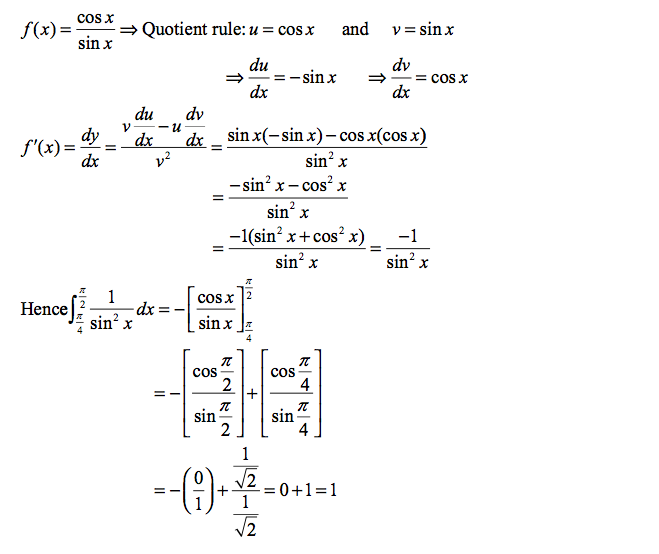 f(x) = cos x / sin x ⇒ Quotient rule: u = cos x and v = sin x
⇒ du/dx = −sin x ⇒ dv/dx = cos x
f'(x) = dy/dx = (v du/dx − u dv/dx) / v² = (sin x(−sin x) − cos x(cos x)) / sin² x
= (−sin² x − cos² x) / sin² x
= −1(sin² x + cos² x) / sin² x = −1 / sin² x
Hence ∫_{π/4}^{π/2} 1 / sin² x dx = −[cos x / sin x]_{π/4}^{π/2}
= −[cos π/2 / sin π/2] + [cos π/4 / sin π/4]
= −(0/1) + (1/√2) / (1/√2) = 0 + 1 = 1